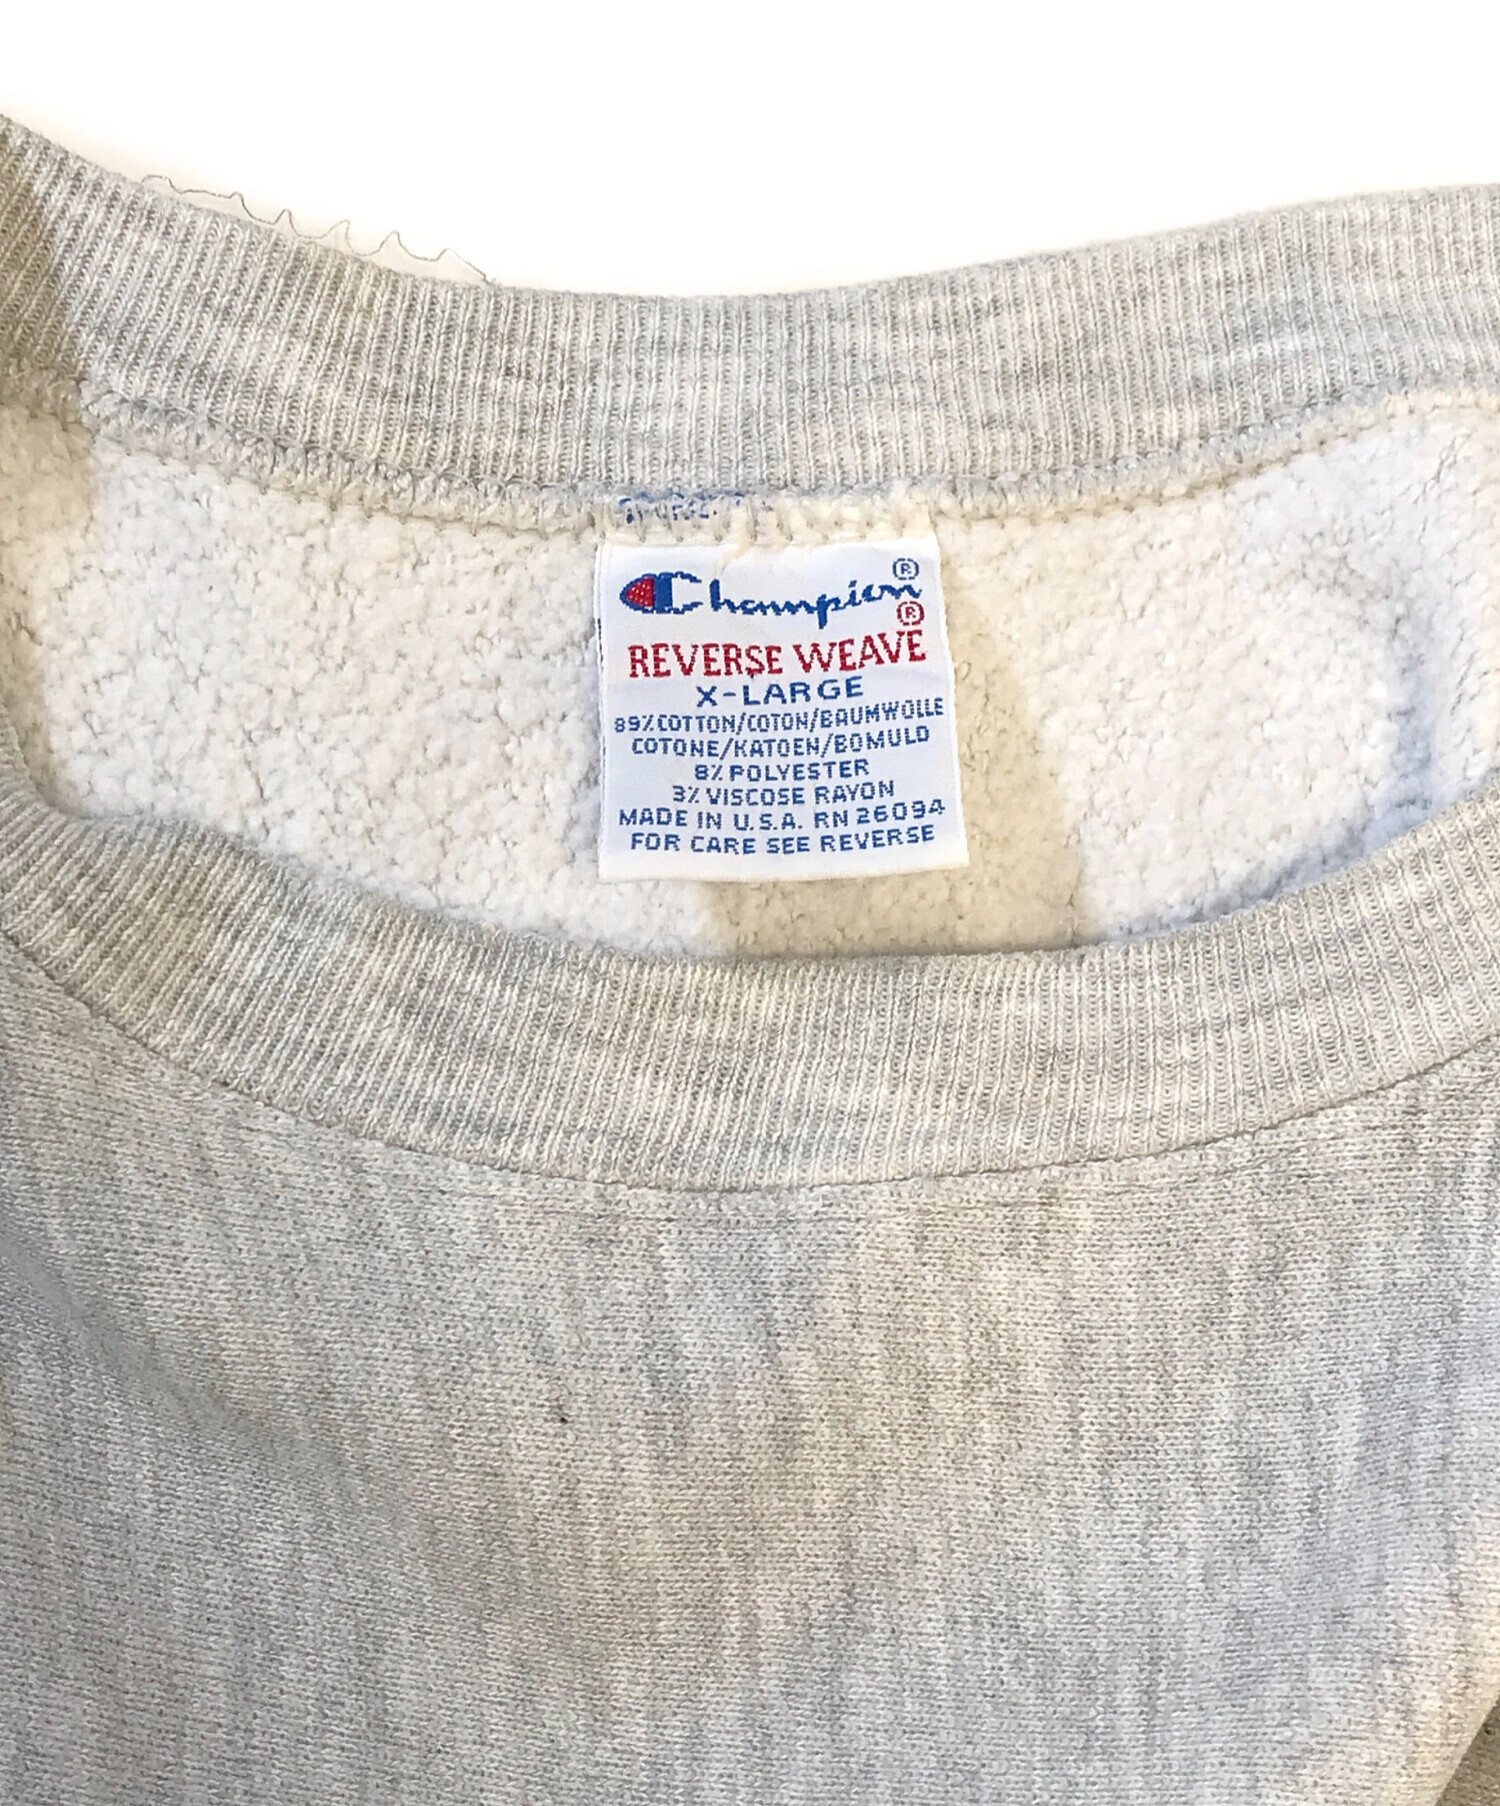 Champion®
REVERSE WEAVE®
X-LARGE
89% COTTON/COTON/BAUMWOLLE
COTONE/KATOEN/BOMULD
8% POLYESTER
3% VISCOSE RAYON
MADE IN U.S.A. RN 26094
FOR CARE SEE REVERSE